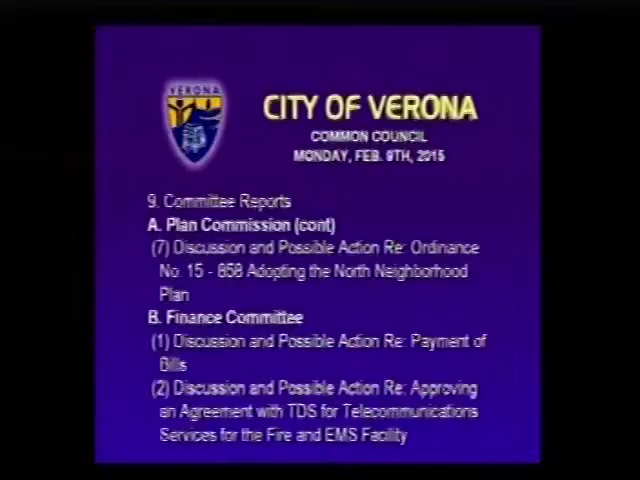 VERONA
CITY OF VERONA
COMMON COUNCIL
MONDAY, FEB. 9TH, 2015
9. Committee Reports
A. Plan Commission (cont)
(7) Discussion and Possible Action Re: Ordinance
No. 15 - 858 Adopting the North Neighborhood
Plan
B. Finance Committee
(1) Discussion and Possible Action Re: Payment of
Bills
(2) Discussion and Possible Action Re: Approving
an Agreement with TDS for Telecommunications
Services for the Fire and EMS Facility